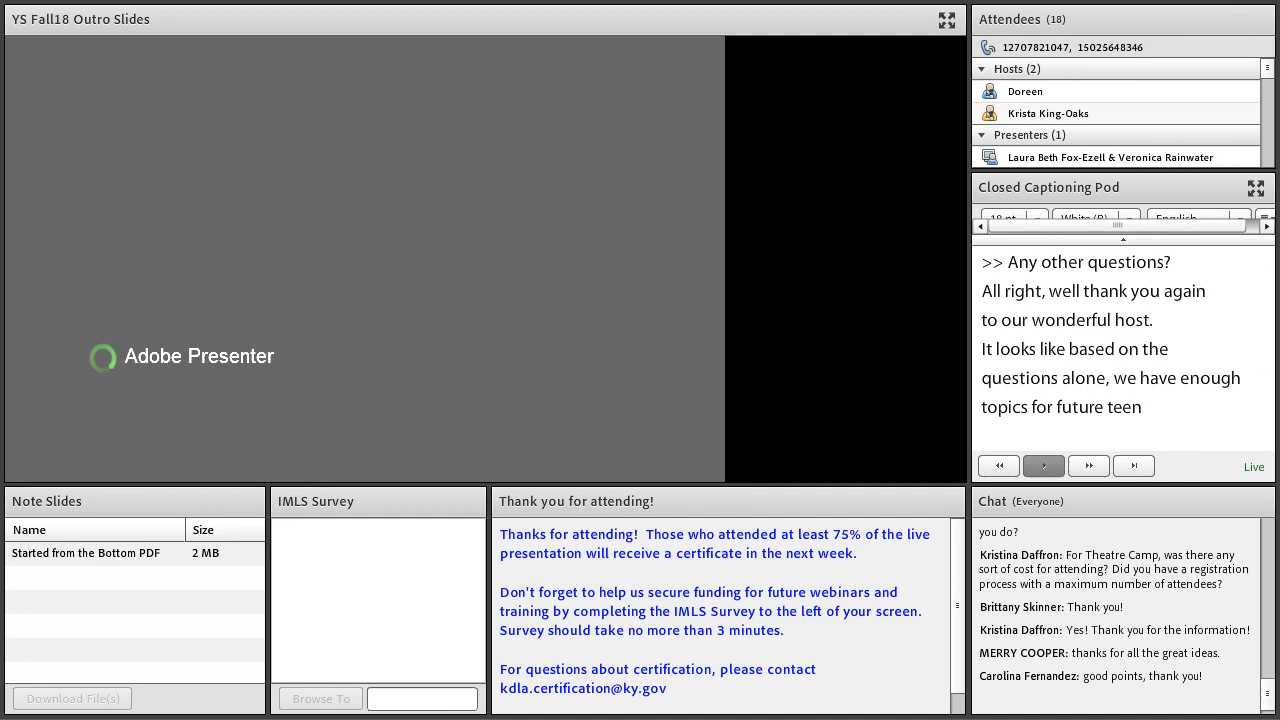 YS Fall18 Outro Slides
Adobe Presenter
Attendees (18)
12707821047, 15025648346
Hosts (2)
Doreen
Krista King-Oaks
Presenters (1)
Laura Beth Fox-Ezell & Veronica Rainwater
Closed Captioning Pod
18 pt White (B) English
>> Any other questions?
All right, well thank you again
to our wonderful host.
It looks like based on the
questions alone, we have enough
topics for future teen
Live
Note Slides
Name Size
Started from the Bottom PDF 2 MB
Download File(s)
IMLS Survey
Browse To
Thank you for attending!
Thanks for attending! Those who attended at least 75% of the live
presentation will receive a certificate in the next week.
Don't forget to help us secure funding for future webinars and
training by completing the IMLS Survey to the left of your screen.
Survey should take no more than 3 minutes.
For questions about certification, please contact
kdla.certification@ky.gov
Chat (Everyone)
you do?
Kristina Daffron: For Theatre Camp, was there any
sort of cost for attending? Did you have a registration
process with a maximum number of attendees?
Brittany Skinner: Thank you!
Kristina Daffron: Yes! Thank you for the information!
MERRY COOPER: thanks for all the great ideas.
Carolina Fernandez: good points, thank you!